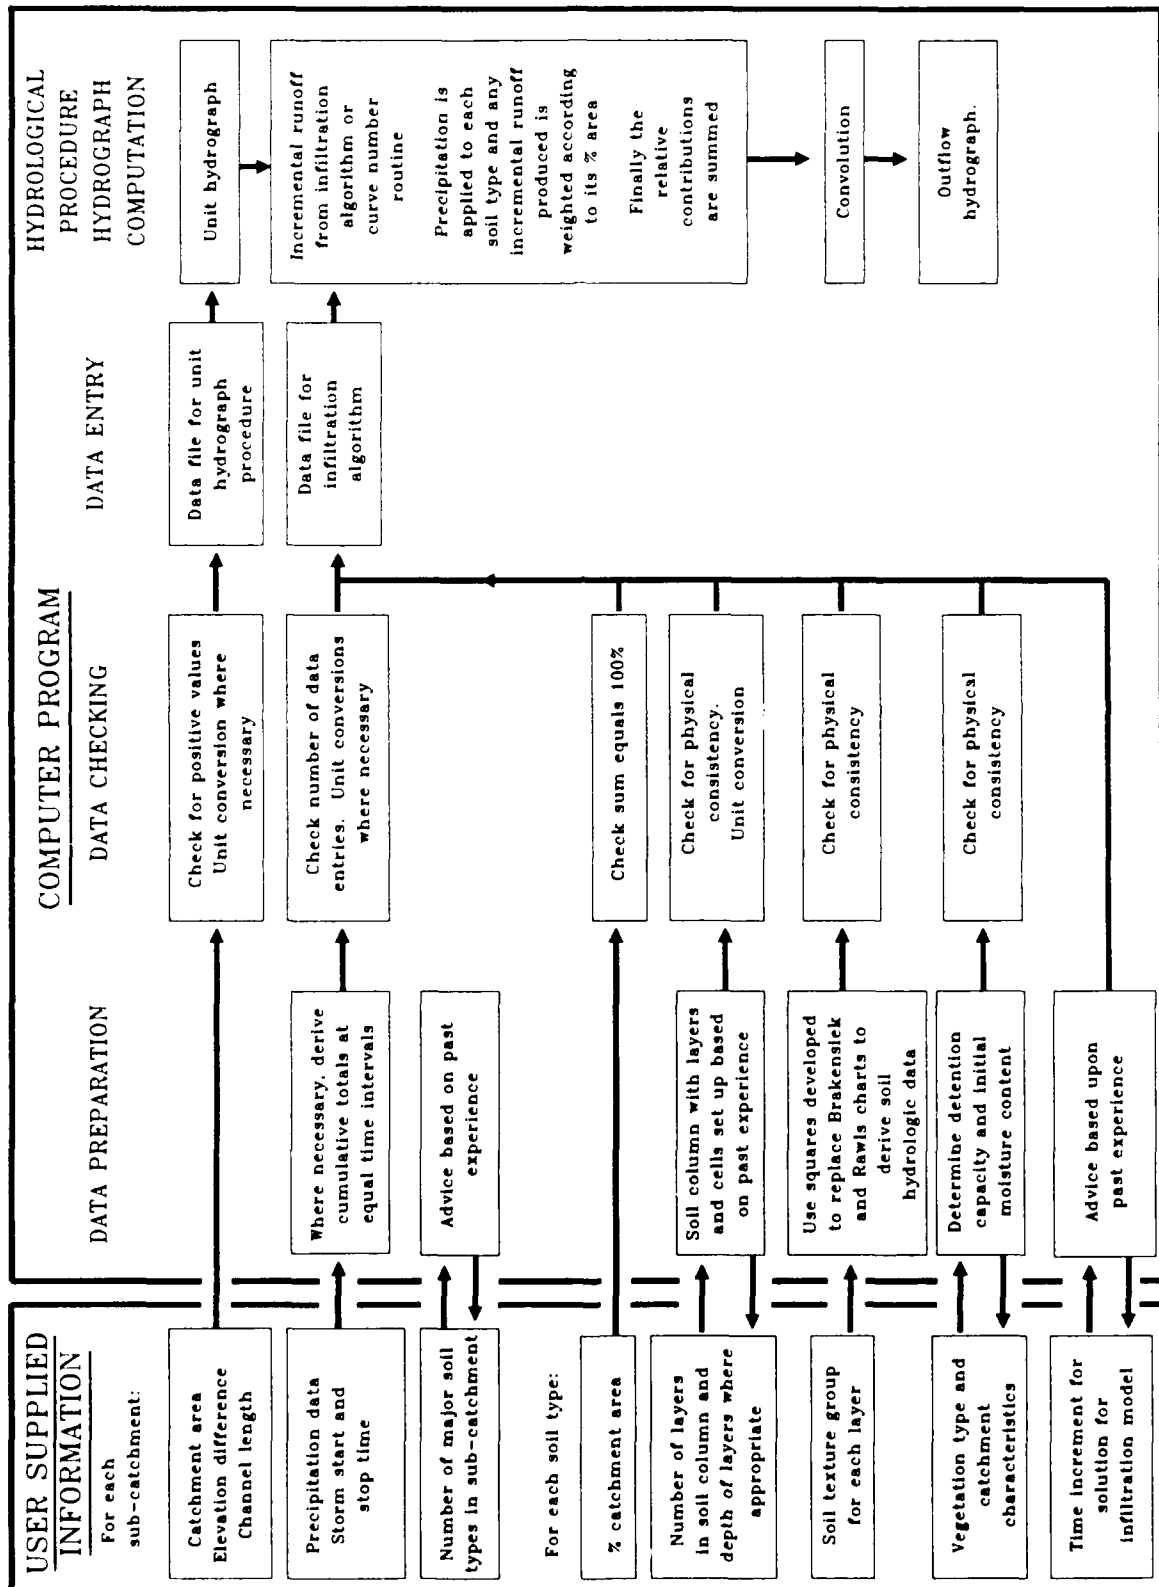 USER SUPPLIED
INFORMATION
For each
sub-catchment:
Catchment area
Elevation difference
Channel length
Precipitation data
Storm start and
stop time
Number of major soil
types in sub-catchment
For each soil type:
% catchment area
Number of layers
in soil column and
depth of layers where
appropriate
Soil texture group
for each layer
Vegetation type and
catchment
characteristics
Time increment for
solution for
infiltration model
COMPUTER PROGRAM
DATA PREPARATION
Where necessary, derive
cumulative totals at
equal time intervals
Advice based on past
experience
Soil column with layers
and cells set up based
on past experience
Use squares developed
to replace Brakensiek
and Rawls charts to
derive soil
hydrologic data
Determine detention
capacity and initial
moisture content
Advice based upon
past experience
DATA CHECKING
Check for positive values
Unit conversion where
necessary
Check number of data
entries. Unit conversions
where necessary
Check sum equals 100%
Check for physical
consistency.
Unit conversion
Check for physical
consistency
Check for physical
consistency
DATA ENTRY
Data file for unit
hydrograph
procedure
Data file for
infiltration
algorithm
HYDROLOGICAL
PROCEDURE
HYDROGRAPH
COMPUTATION
Unit hydrograph
Incremental runoff
from infiltration
algorithm or
curve number
routine
Precipitation is
applied to each
soil type and any
incremental runoff
produced is
weighted according
to its % area
Finally the
relative
contributions
are summed
Convolution
Outflow
hydrograph.